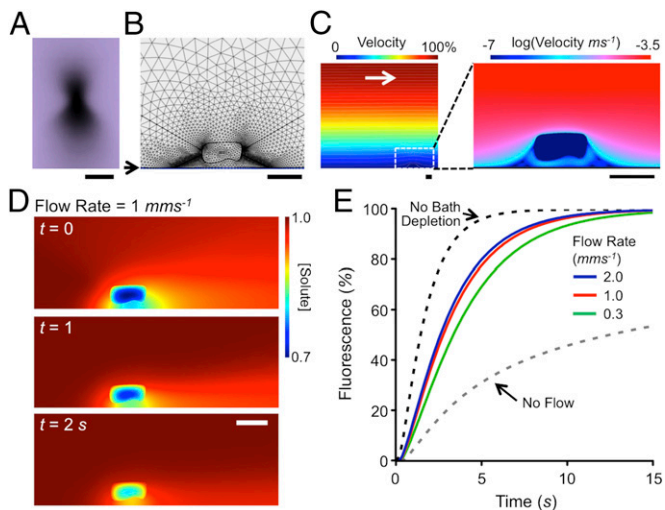 A
B
C
Velocity
0
100%
log(Velocity ms⁻¹)
-7
-3.5
D
Flow Rate = 1 mms⁻¹
t = 0
t = 1
t = 2 s
1.0
[Solute]
0.7
E
100
80
60
40
20
0
Fluorescence (%)
No Bath
Depletion
Flow Rate
(mms⁻¹)
2.0
1.0
0.3
No Flow
0
5
10
15
Time (s)